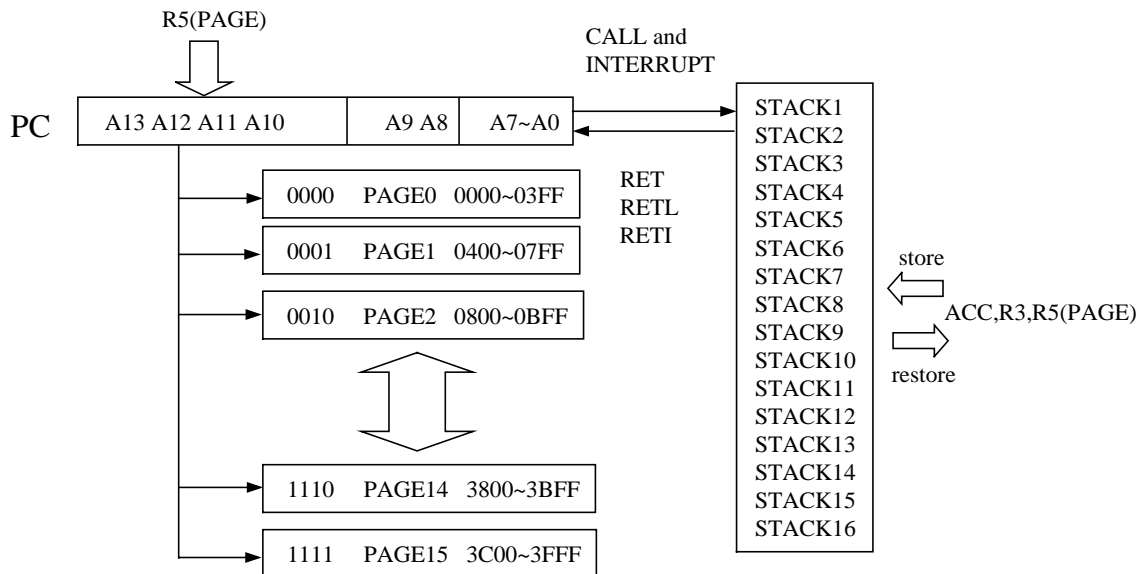 R5(PAGE)
CALL and
INTERRUPT
PC
A13 A12 A11 A10
A9 A8
A7~A0
0000 PAGE0 0000~03FF
0001 PAGE1 0400~07FF
0010 PAGE2 0800~0BFF
1110 PAGE14 3800~3BFF
1111 PAGE15 3C00~3FFF
RET
RETL
RETI
STACK1
STACK2
STACK3
STACK4
STACK5
STACK6
STACK7
STACK8
STACK9
STACK10
STACK11
STACK12
STACK13
STACK14
STACK15
STACK16
store
ACC,R3,R5(PAGE)
restore